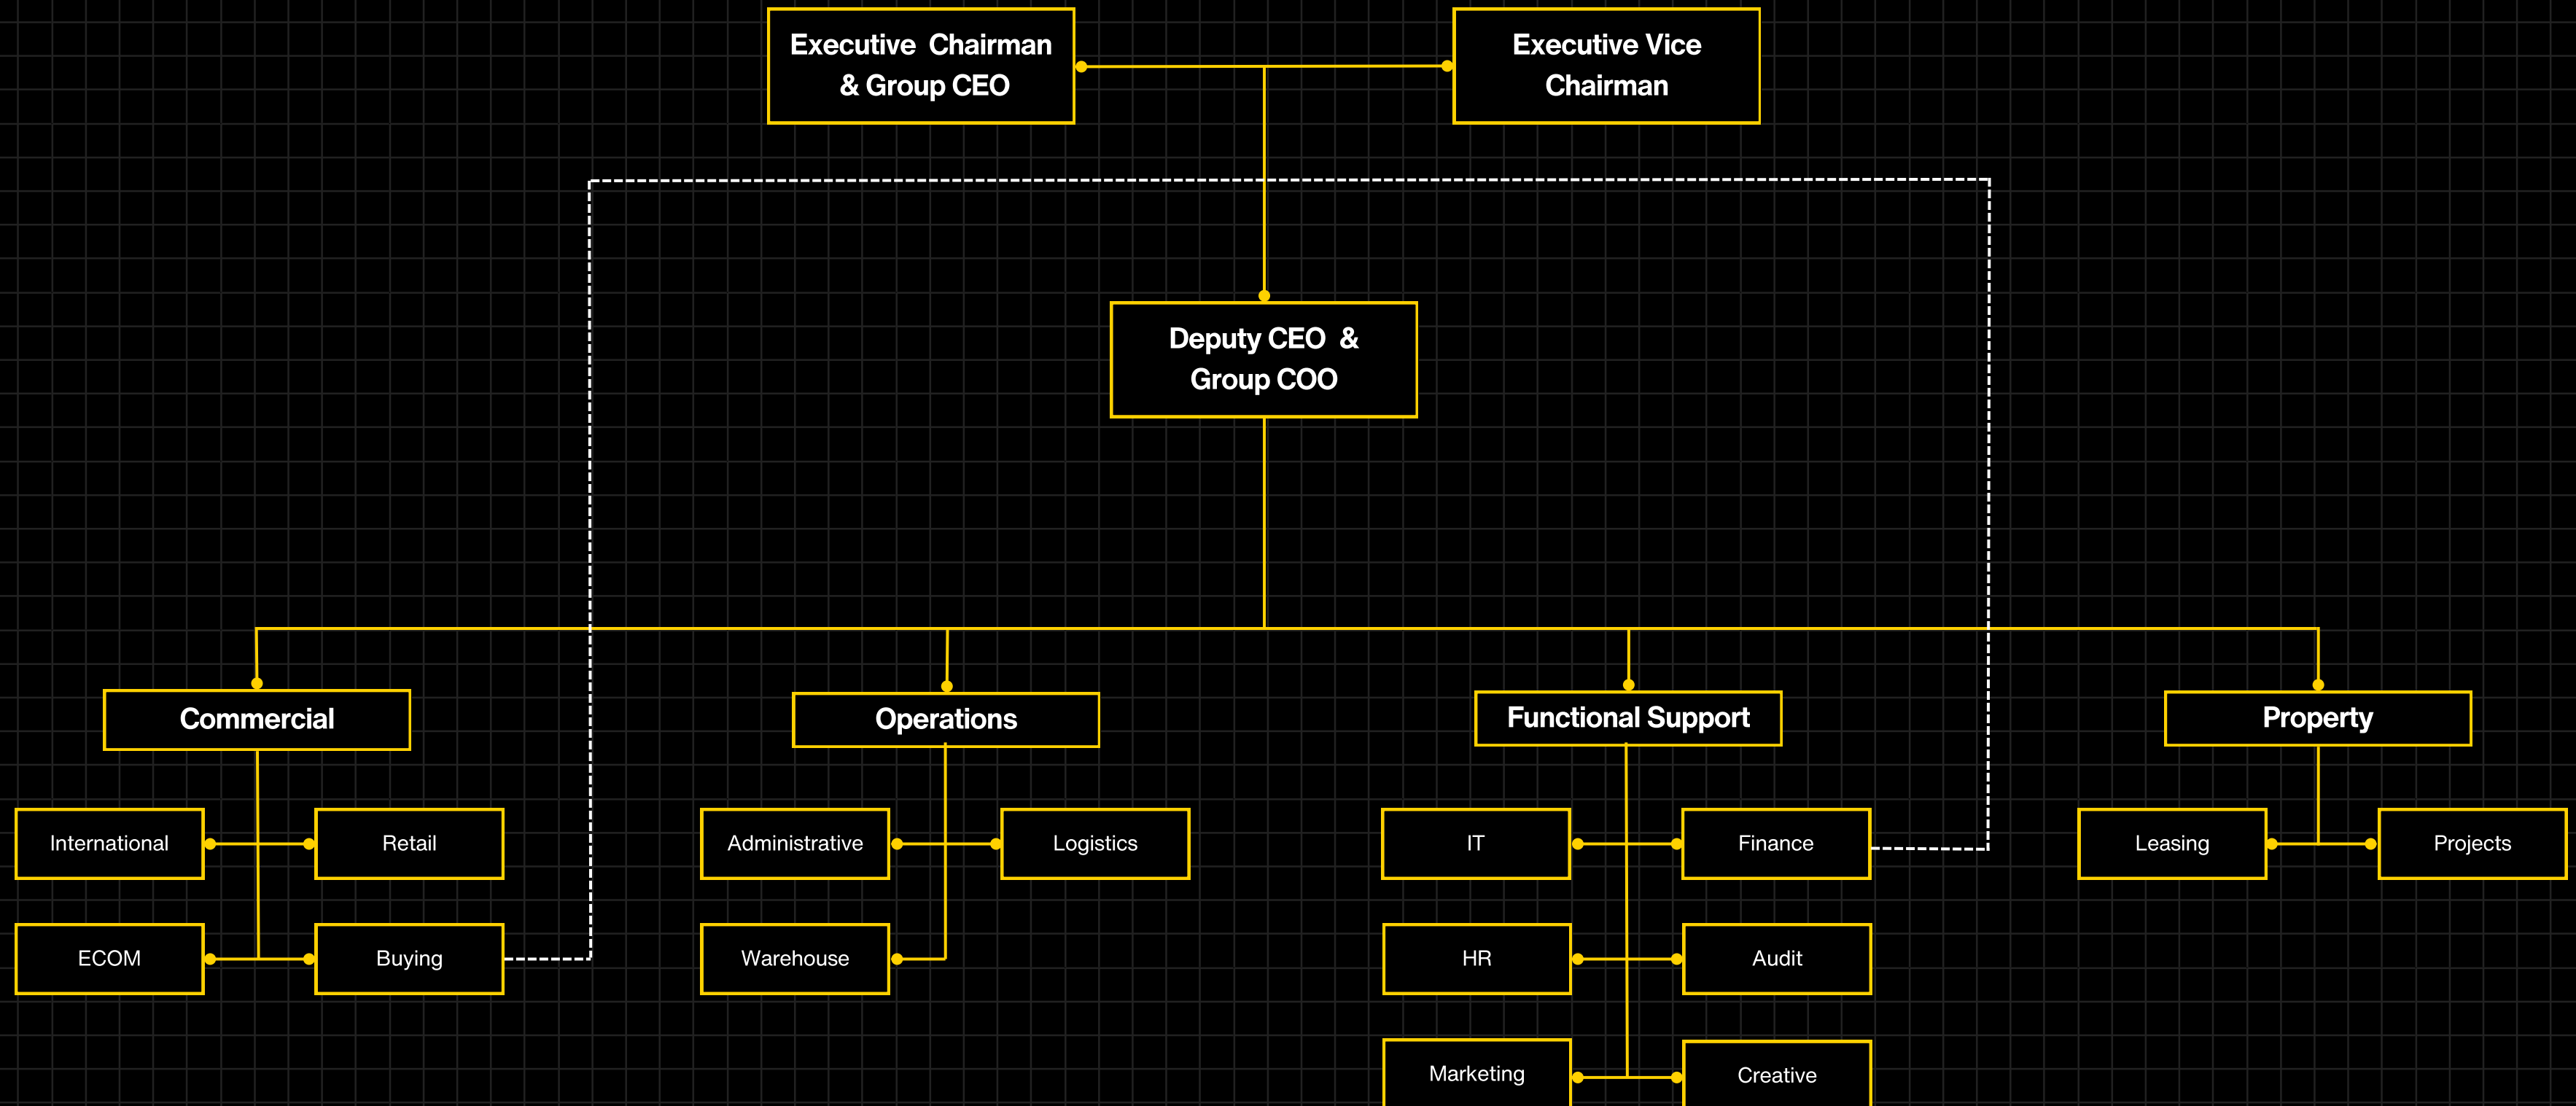 Executive Chairman
& Group CEO
Executive Vice
Chairman
Deputy CEO &
Group COO
Commercial
Operations
Functional Support
Property
International
Retail
Administrative
Logistics
IT
Finance
Leasing
Projects
ECOM
Buying
Warehouse
HR
Audit
Marketing
Creative